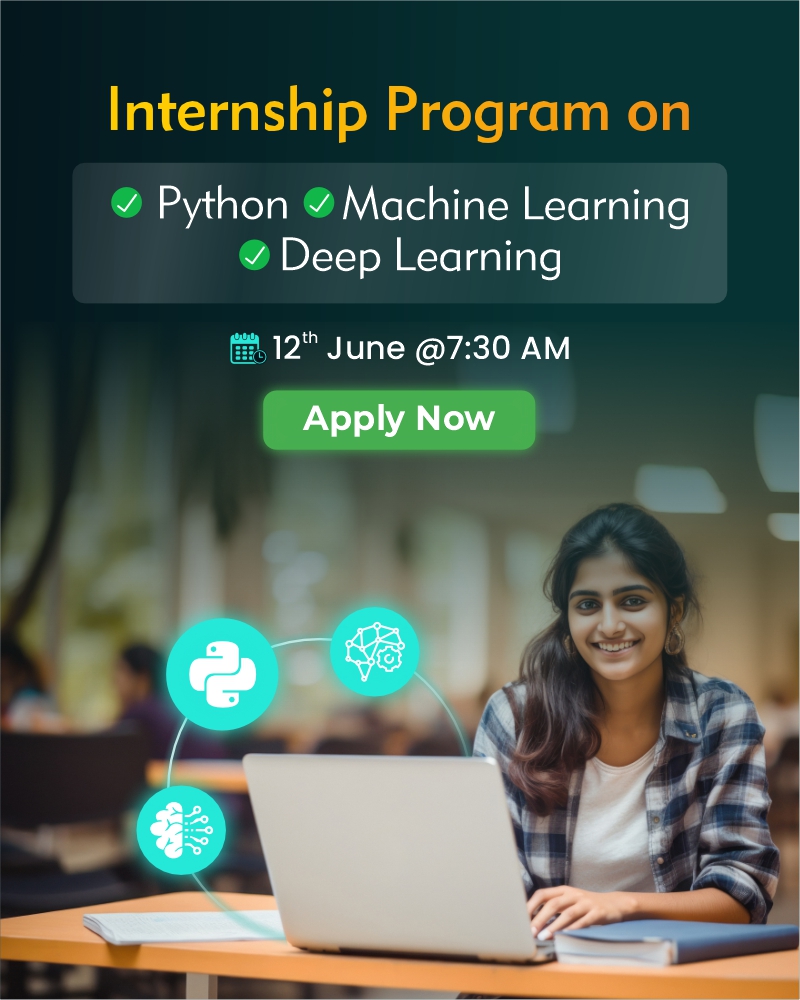 Internship Program on
Python Machine Learning
Deep Learning
12th June @7:30 AM
Apply Now